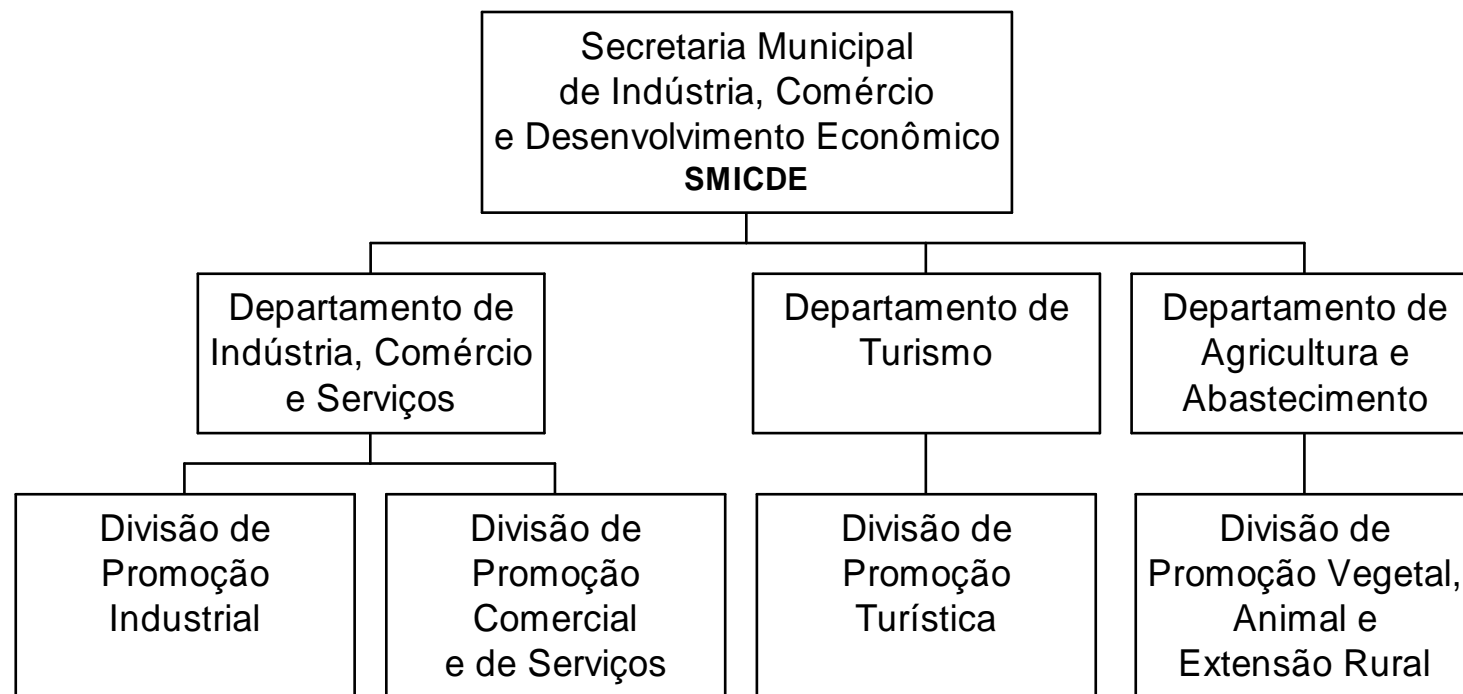 Secretaria Municipal
de Indústria, Comércio
e Desenvolvimento Econômico
SMICDE
Departamento de
Indústria, Comércio
e Serviços
Departamento de
Turismo
Departamento de
Agricultura e
Abastecimento
Divisão de
Promoção
Industrial
Divisão de
Promoção
Comercial
e de Serviços
Divisão de
Promoção
Turística
Divisão de
Promoção Vegetal,
Animal e
Extensão Rural